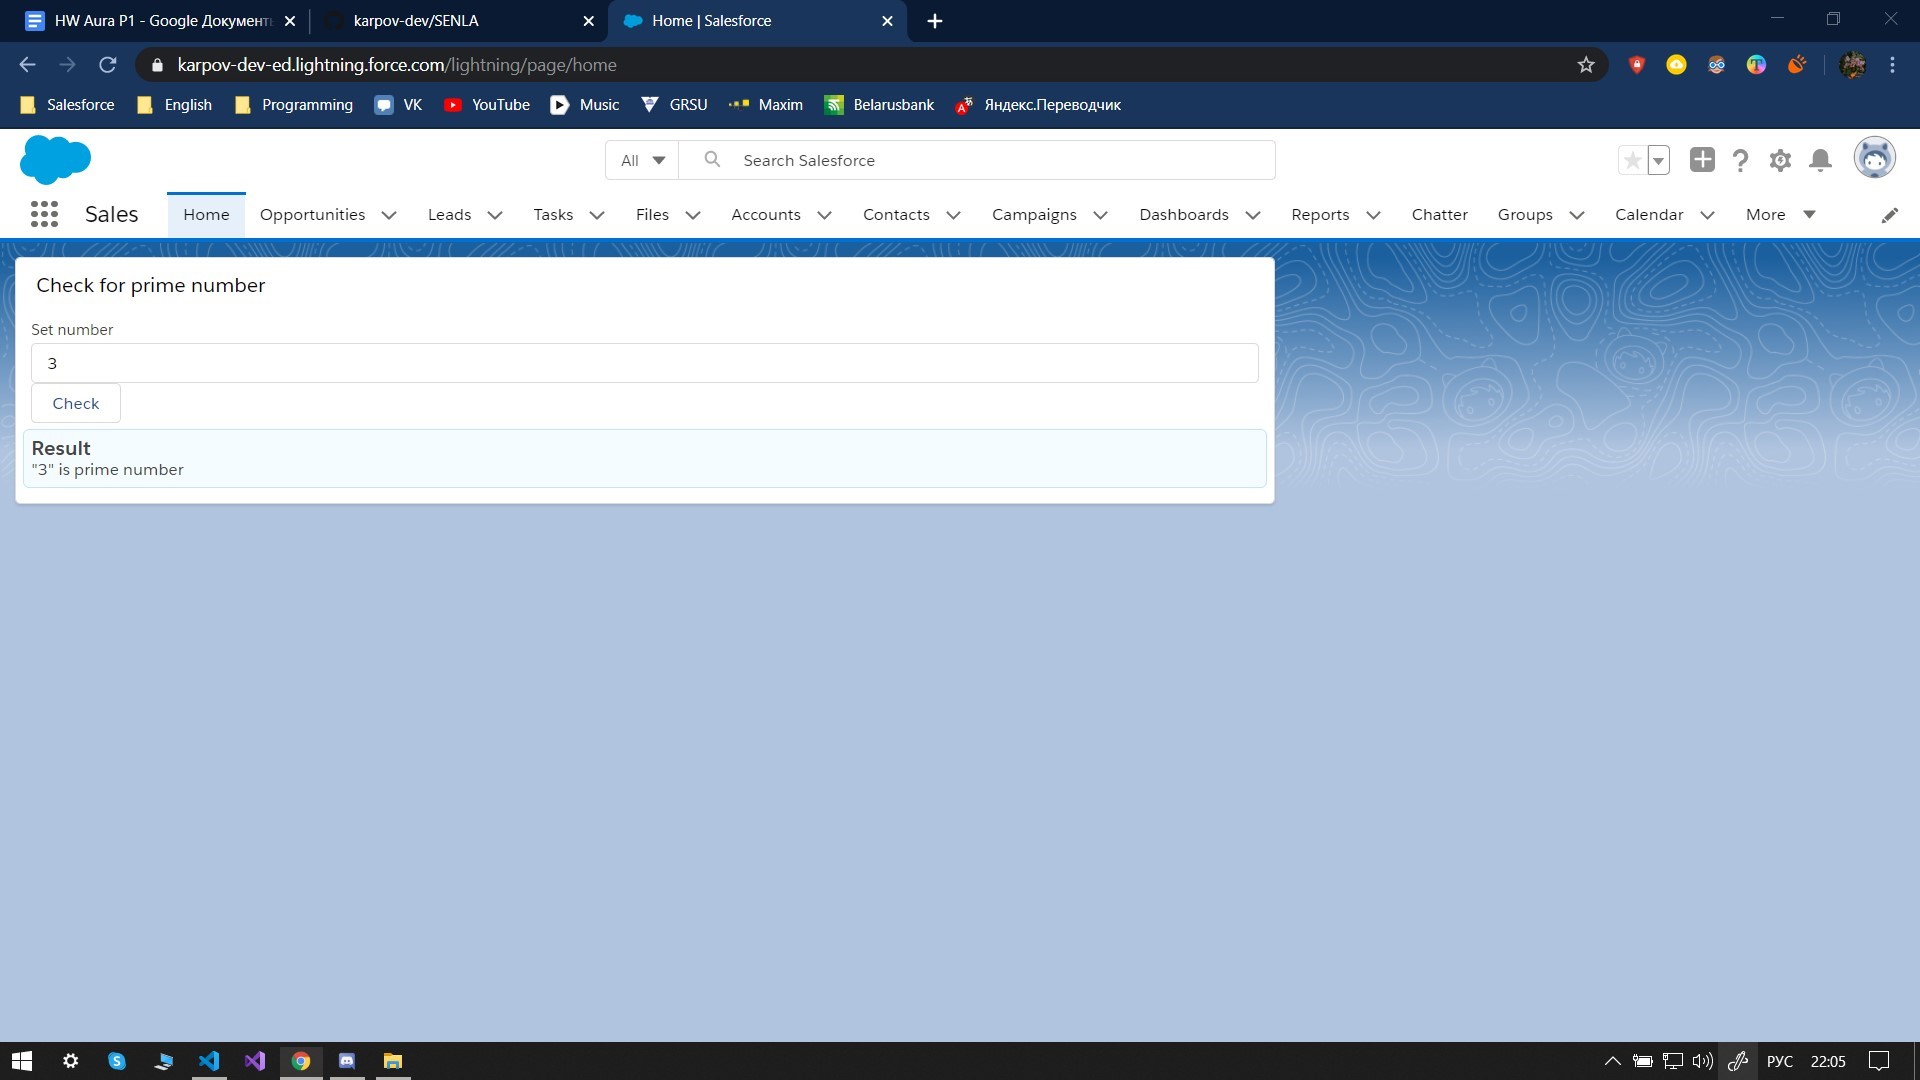 HW Aura P1 - Google Документ
karpov-dev/SENLA
Home | Salesforce
karpov-dev-ed.lightning.force.com/lightning/page/home
Salesforce
English
Programming
VK
YouTube
Music
GRSU
Maxim
Belarusbank
Яндекс.Переводчик
All
Search Salesforce
Sales
Home
Opportunities
Leads
Tasks
Files
Accounts
Contacts
Campaigns
Dashboards
Reports
Chatter
Groups
Calendar
More
Check for prime number
Set number
3
Check
Result
"3" is prime number
РУС
22:05